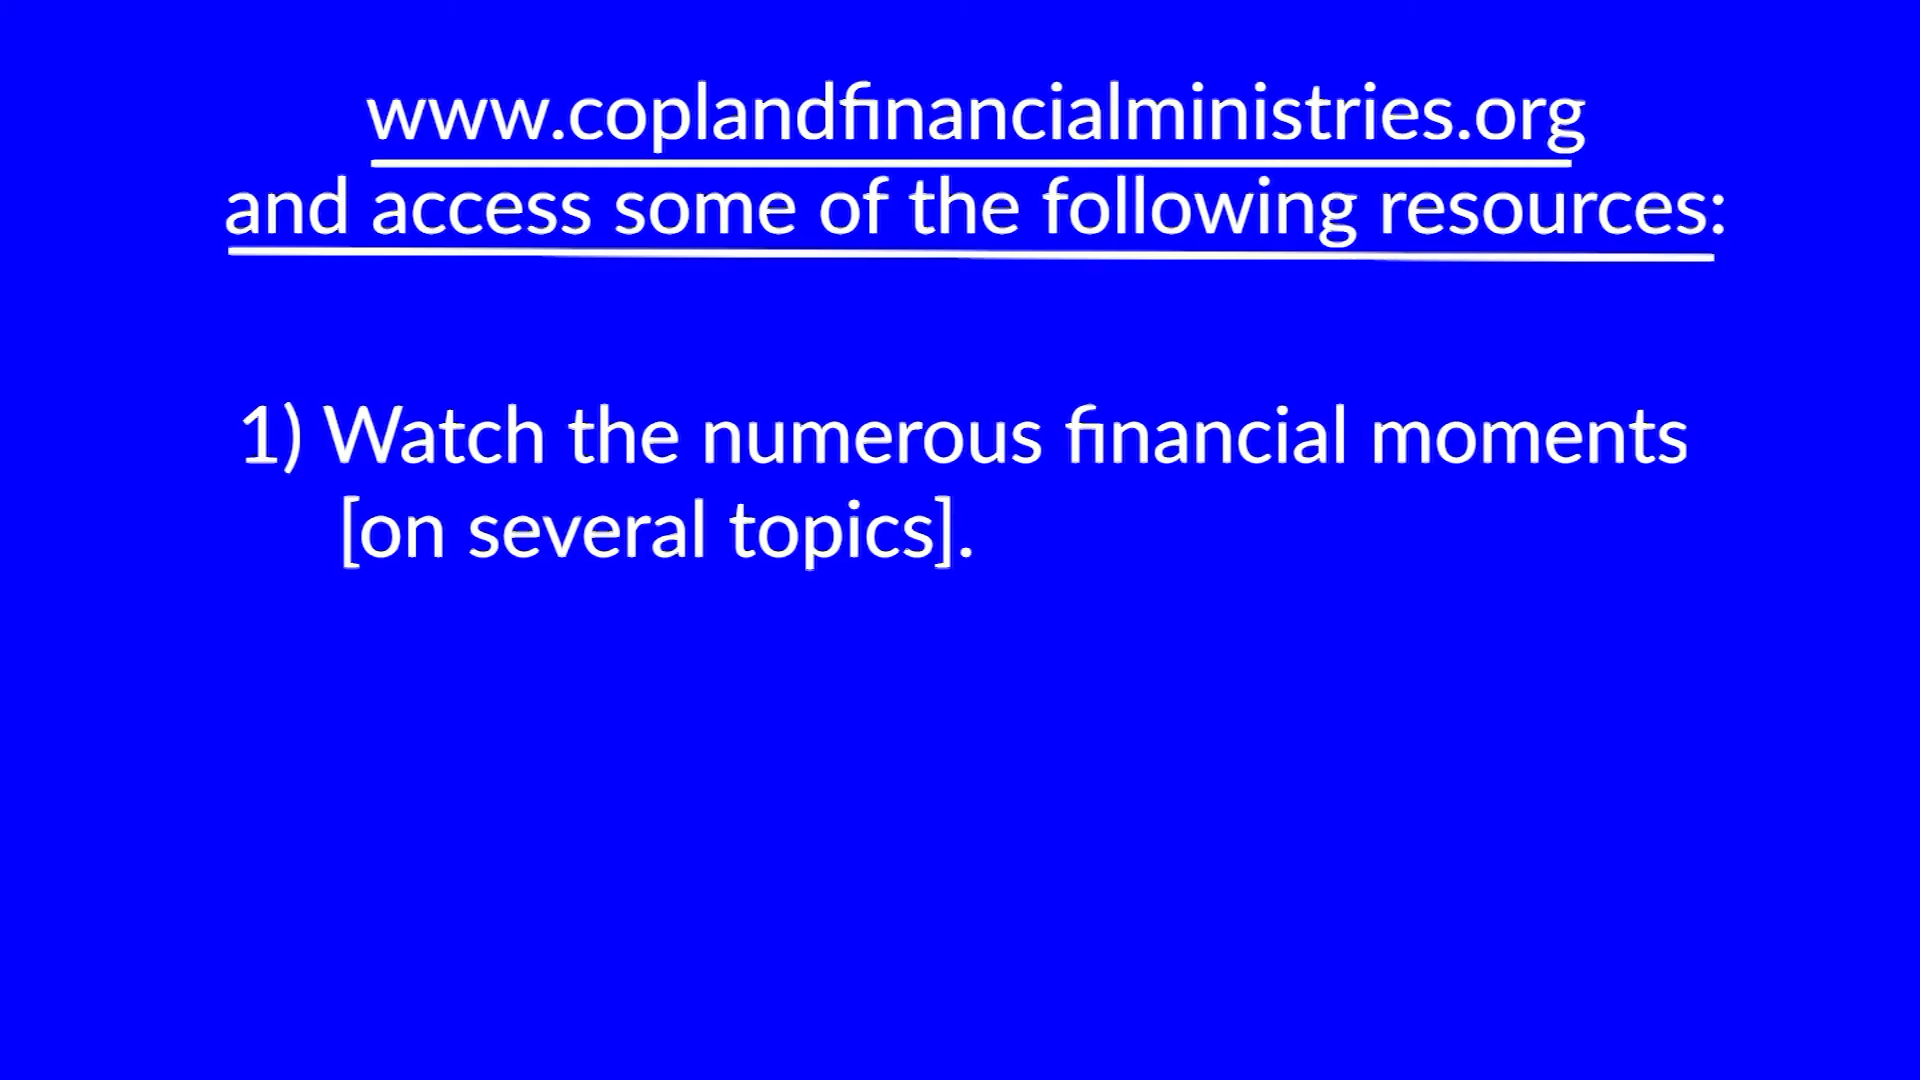 www.coplandfinancialministries.org
and access some of the following resources:
1) Watch the numerous financial moments
[on several topics].